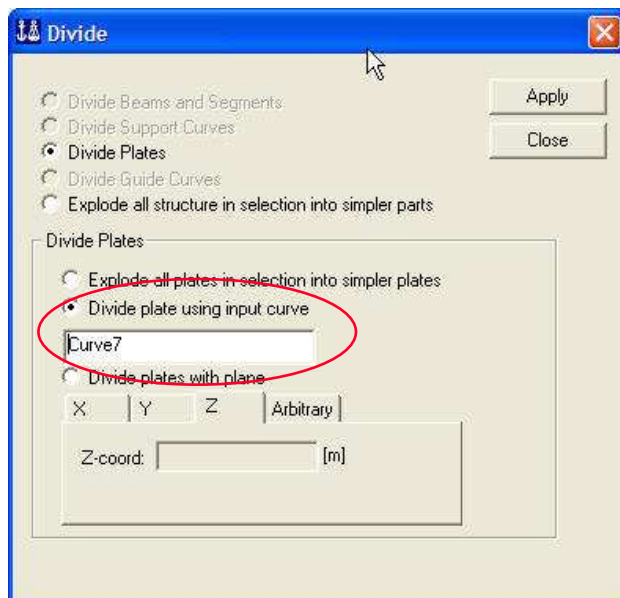 Divide
Divide Beams and Segments
Divide Support Curves
Divide Plates
Divide Guide Curves
Explode all structure in selection into simpler parts
Apply
Close
Divide Plates
Explode all plates in selection into simpler plates
Divide plate using input curve
Curve7
Divide plates with plane
X Y Z Arbitrary
Z-coord: [m]